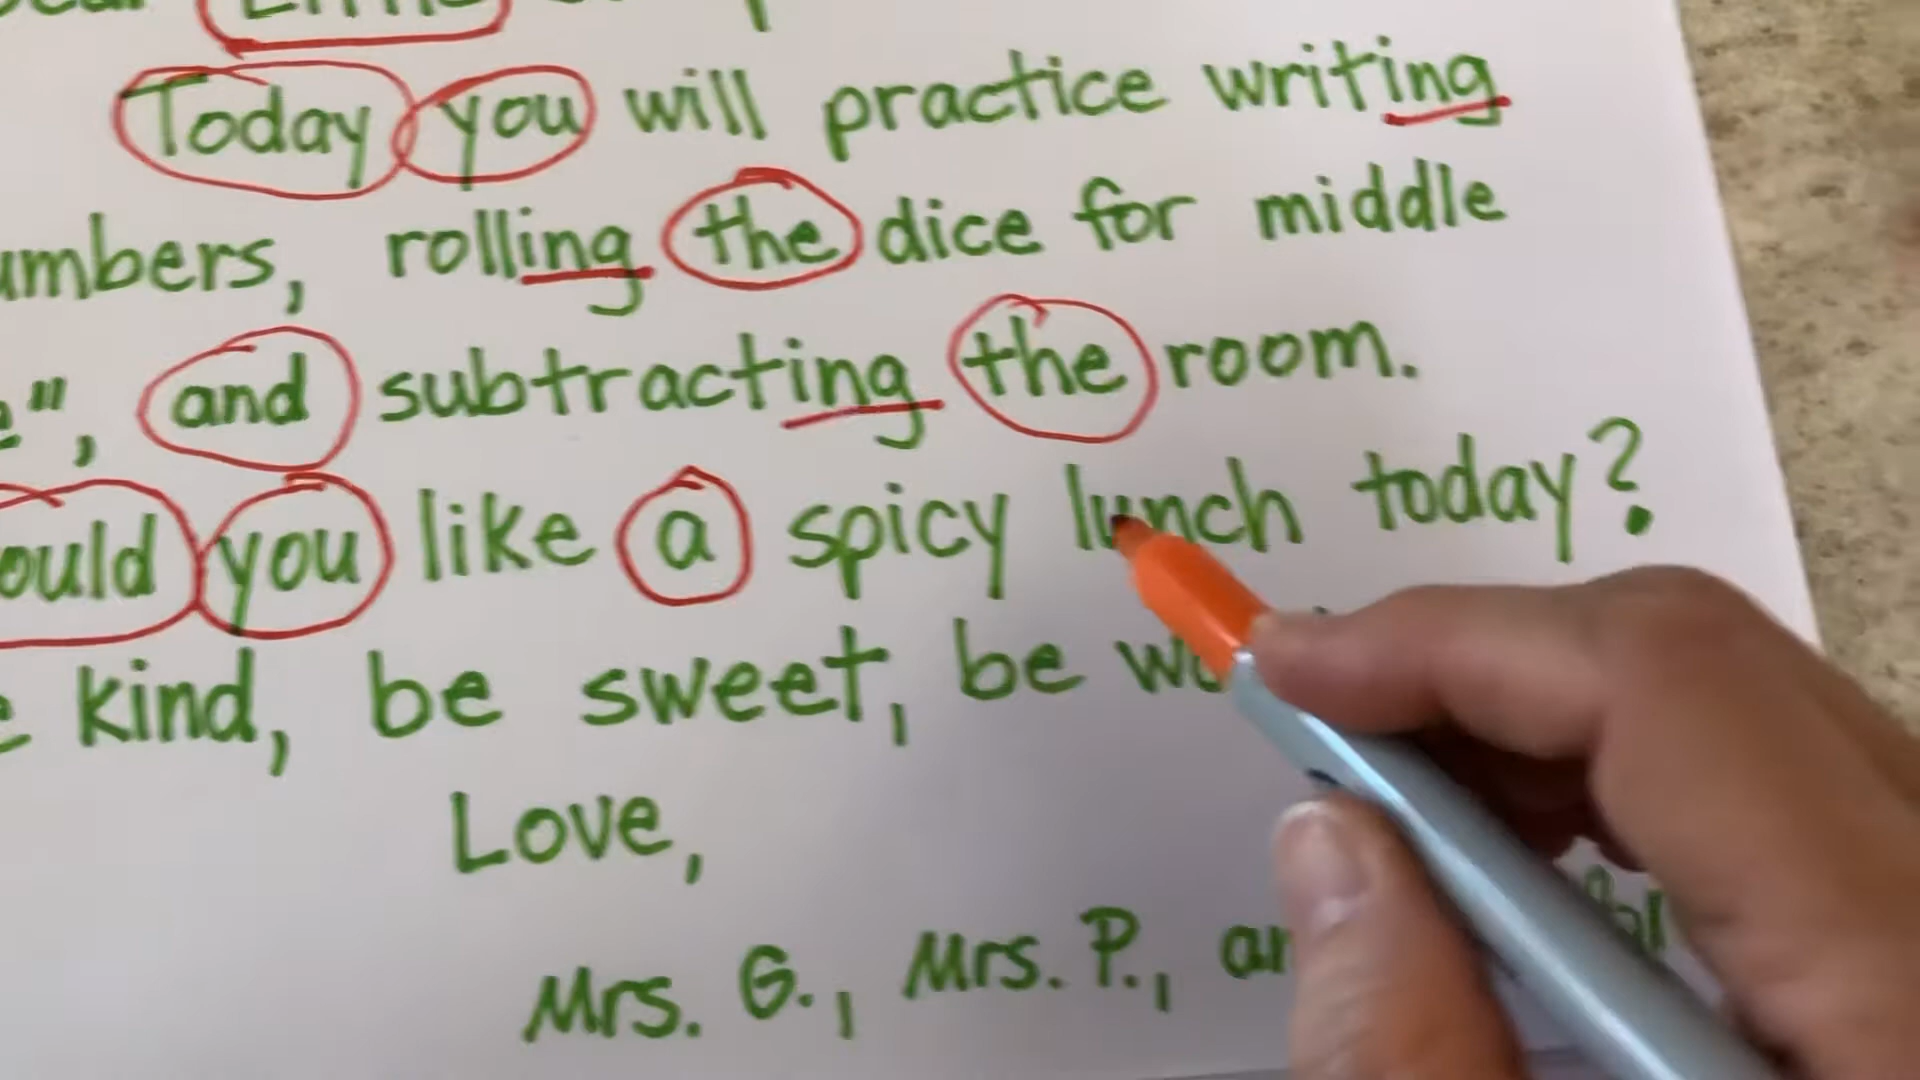 Today you will practice writing
umbers, rolling the dice for middle
e", and subtracting the room.
ould you like a spicy lunch today?
kind, be sweet, be
Love,
Mrs. G., Mrs. P.,